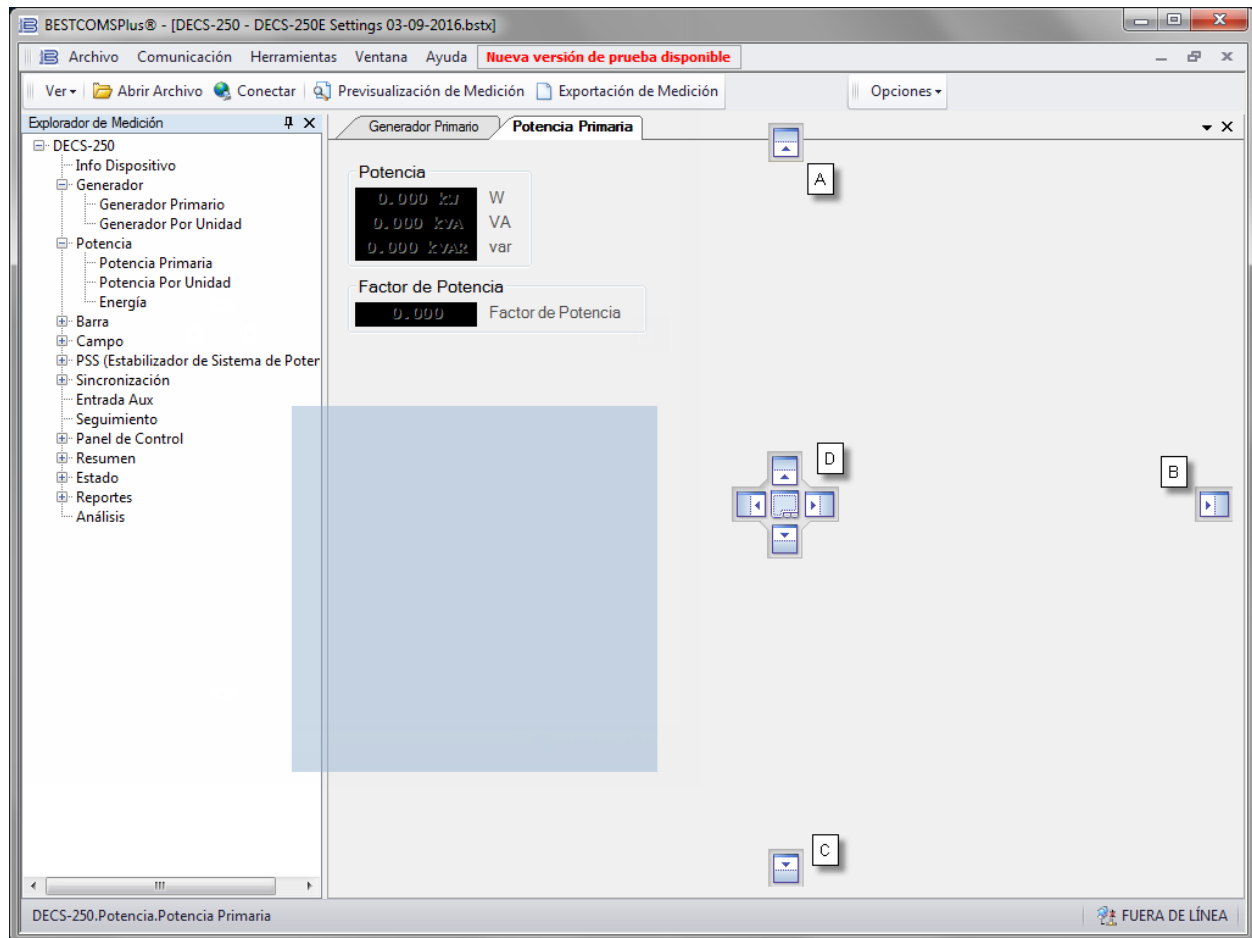 BESTCOMSPlus® - [DECS-250 - DECS-250E Settings 03-09-2016.bstx]
Archivo Comunicación Herramientas Ventana Ayuda Nueva versión de prueba disponible
Ver Abrir Archivo Conectar Previsualización de Medición Exportación de Medición Opciones
Explorador de Medición
DECS-250
Info Dispositivo
Generador
Generador Primario
Generador Por Unidad
Potencia
Potencia Primaria
Potencia Por Unidad
Energía
Barra
Campo
PSS (Estabilizador de Sistema de Poter
Sincronización
Entrada Aux
Seguimiento
Panel de Control
Resumen
Estado
Reportes
Análisis
Generador Primario Potencia Primaria
Potencia
0.000 kW W
0.000 kVA VA
0.000 kVAR var
Factor de Potencia
0.000 Factor de Potencia
A
D
B
C
DECS-250.Potencia.Potencia Primaria FUERA DE LÍNEA